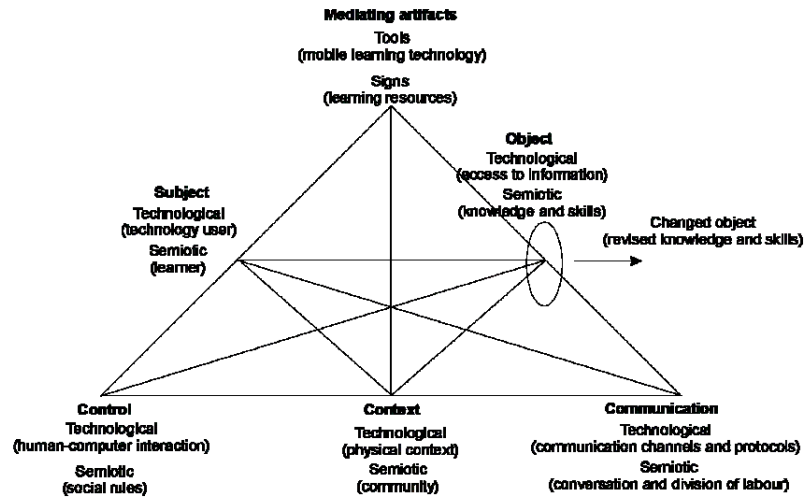 Mediating artifacts
Tools
(mobile learning technology)
Signs
(learning resources)
Object
Technological
(access to information)
Semiotic
(knowledge and skills)
Subject
Technological
(technology user)
Semiotic
(learner)
Changed object
(revised knowledge and skills)
Control
Technological
(human-computer interaction)
Semiotic
(social rules)
Context
Technological
(physical context)
Semiotic
(community)
Communication
Technological
(communication channels and protocols)
Semiotic
(conversation and division of labour)